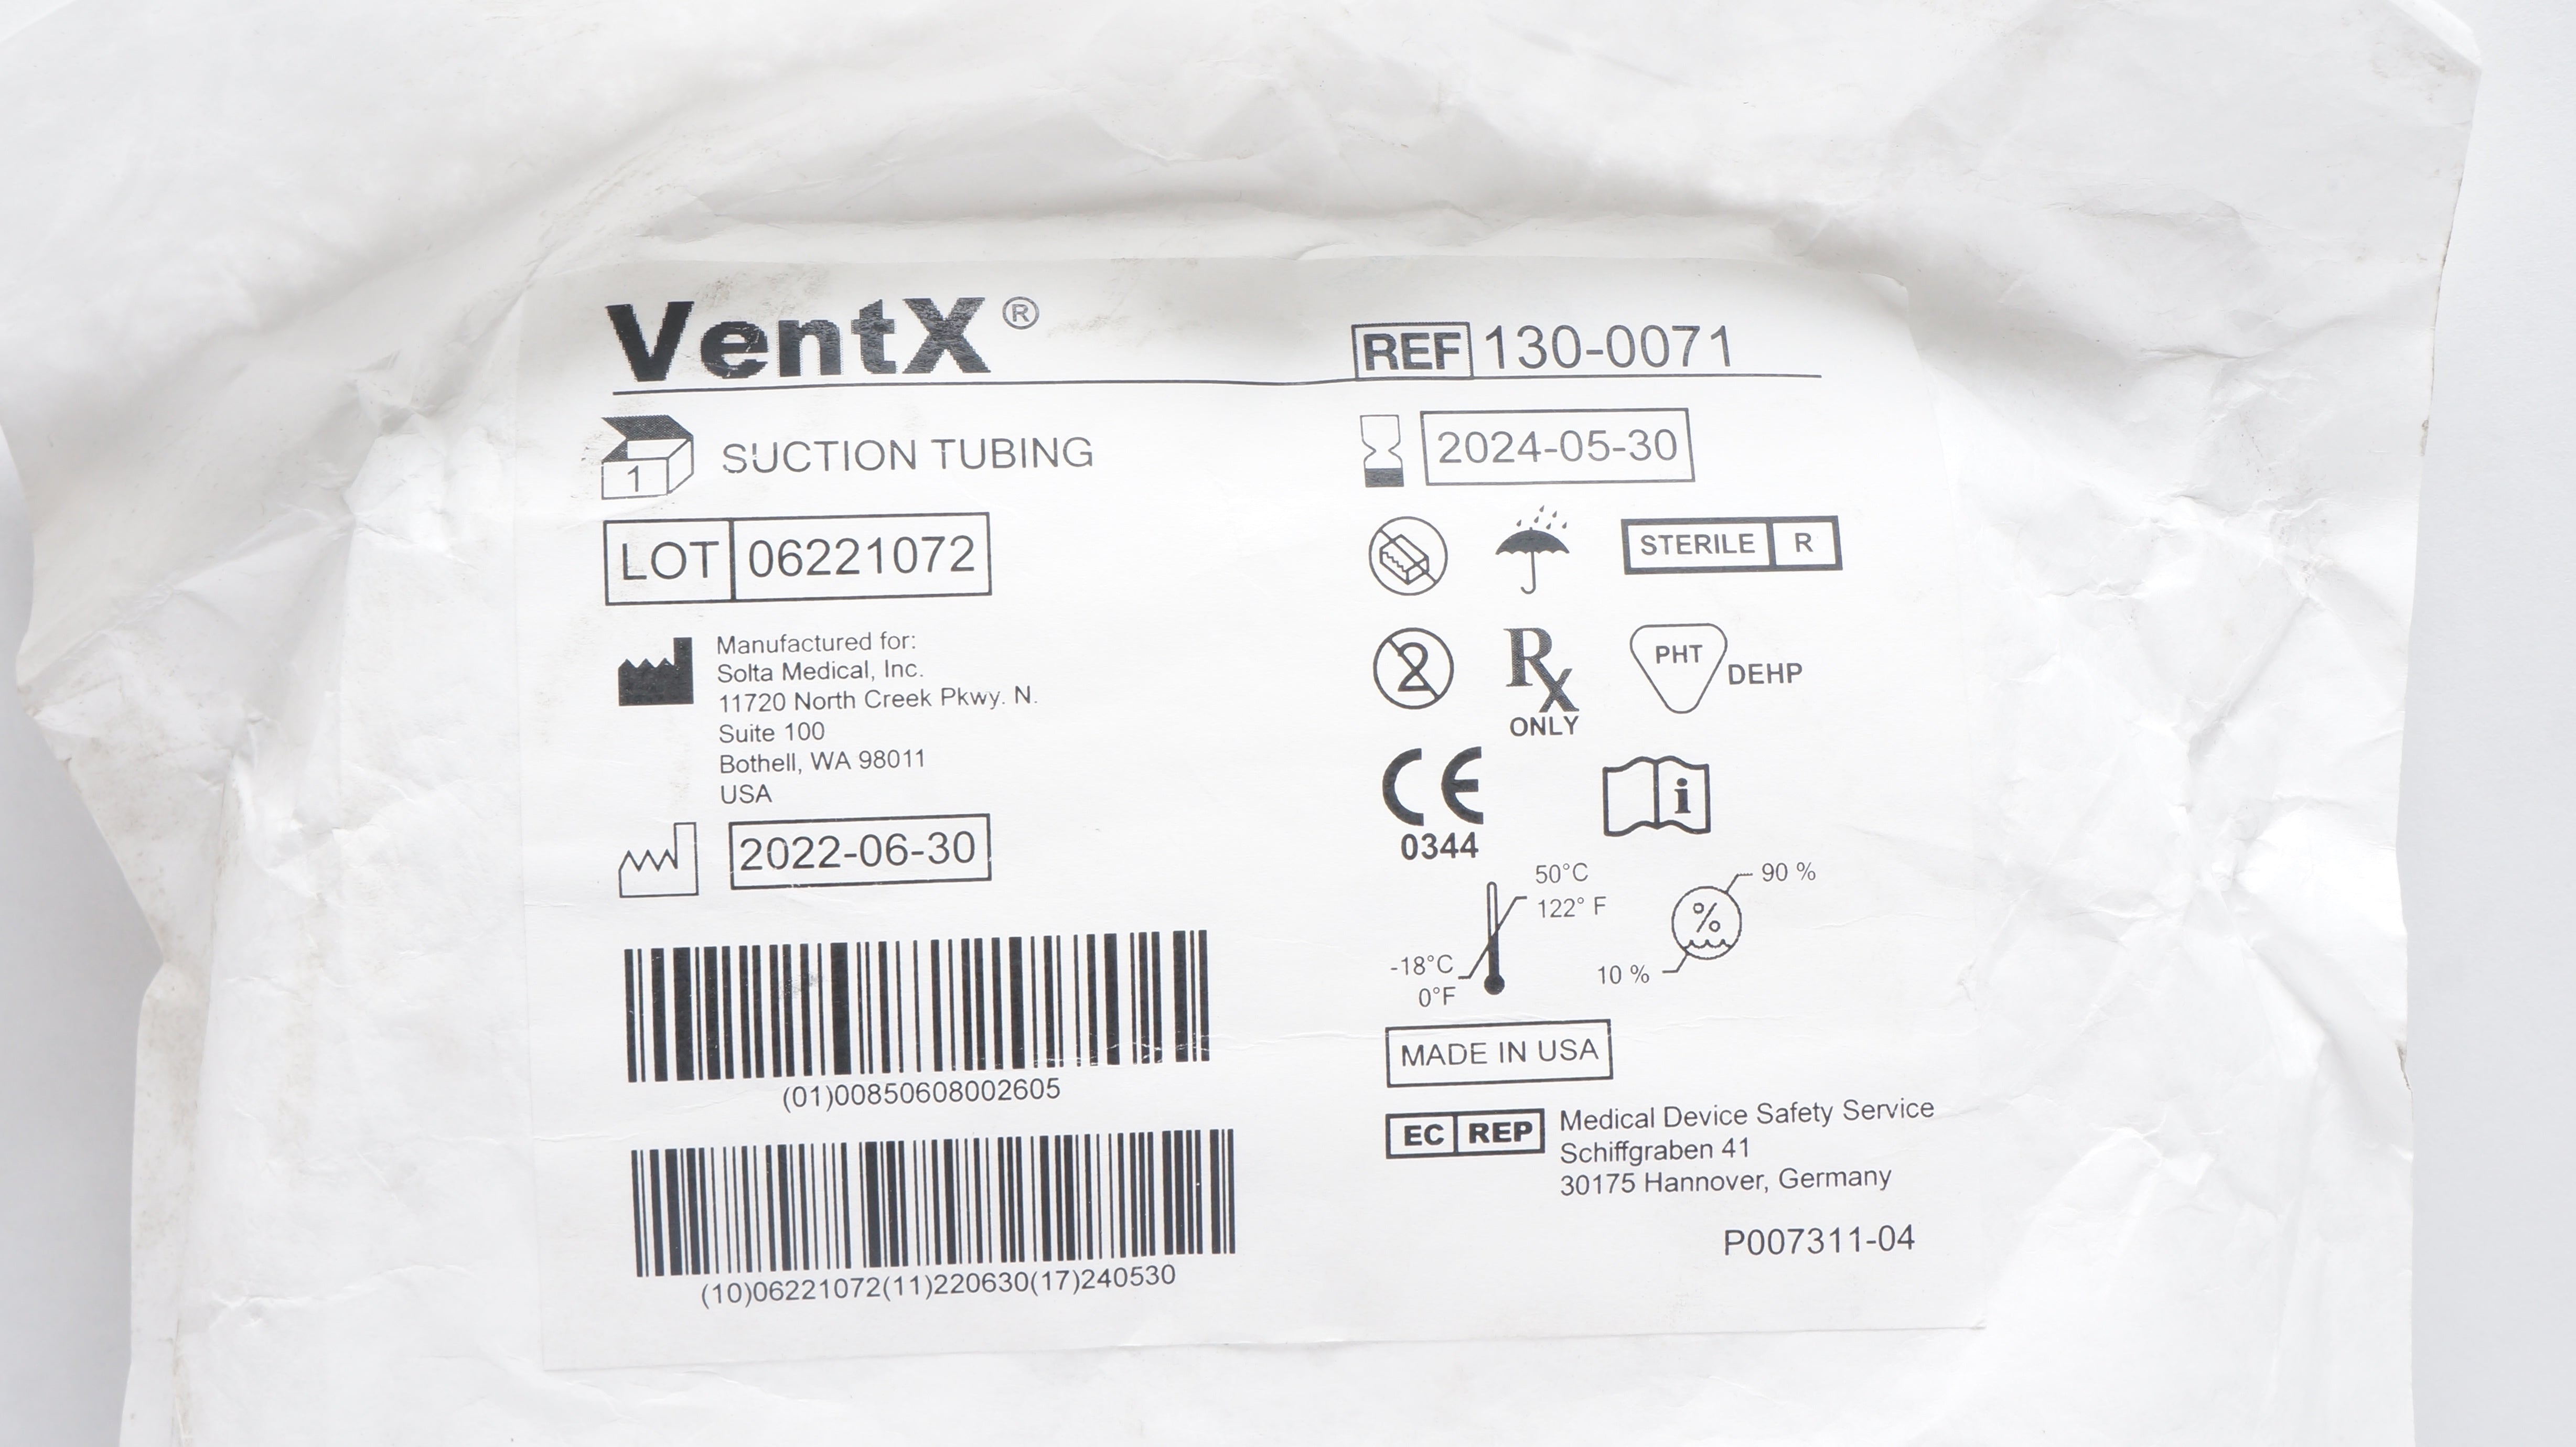 VentX®
REF 130-0071
1 SUCTION TUBING
2024-05-30
LOT 06221072
STERILE R
Manufactured for:
Solta Medical, Inc.
11720 North Creek Pkwy. N.
Suite 100
Bothell, WA 98011
USA
2
Rx
ONLY
PHT
DEHP
2022-06-30
CE
0344
i
50°C
122° F
-18°C
0°F
90 %
%
10 %
(01)00850608002605
MADE IN USA
(10)06221072(11)220630(17)240530
EC REP
Medical Device Safety Service
Schiffgraben 41
30175 Hannover, Germany
P007311-04